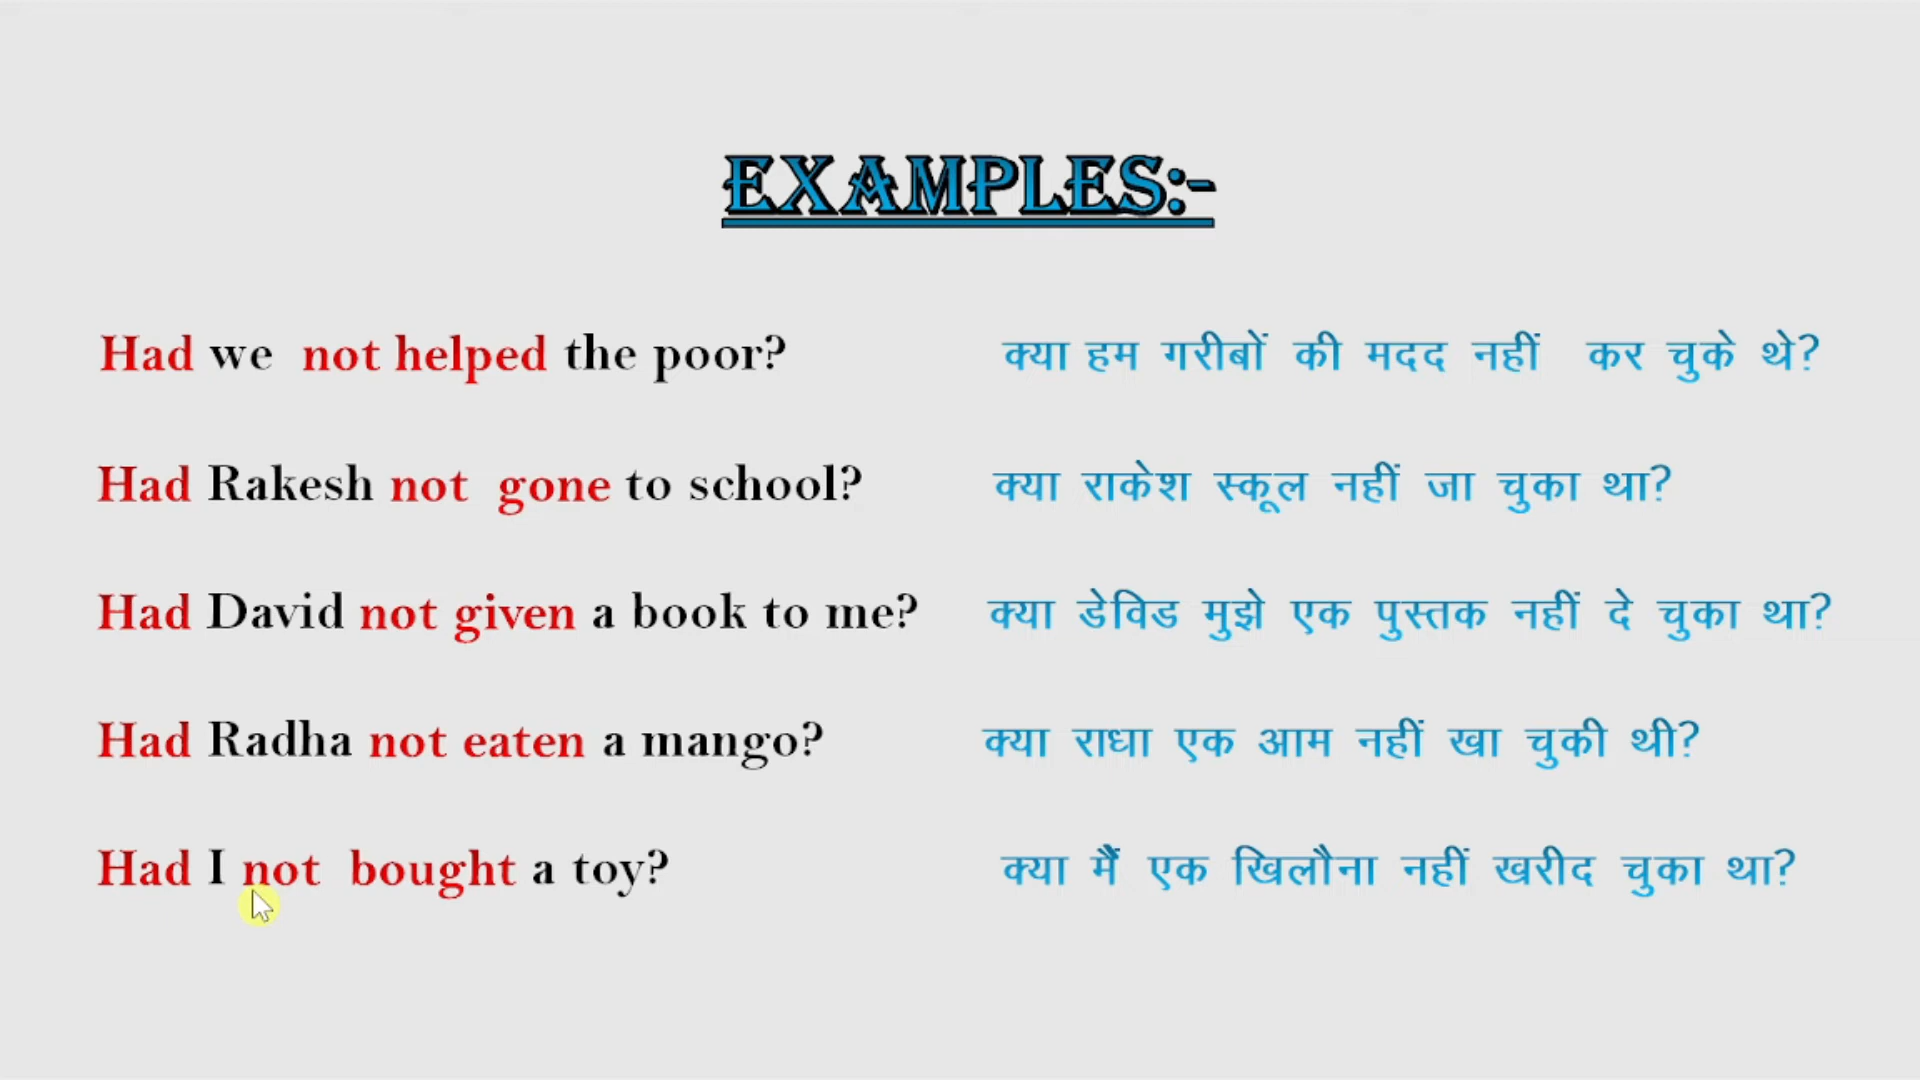 EXAMPLES:-
Had we not helped the poor? क्या हम गरीबों की मदद नहीं कर चुके थे?
Had Rakesh not gone to school? क्या राकेश स्कूल नहीं जा चुका था?
Had David not given a book to me? क्या डेविड मुझे एक पुस्तक नहीं दे चुका था?
Had Radha not eaten a mango? क्या राधा एक आम नहीं खा चुकी थी?
Had I not bought a toy? क्या मैं एक खिलौना नहीं खरीद चुका था?